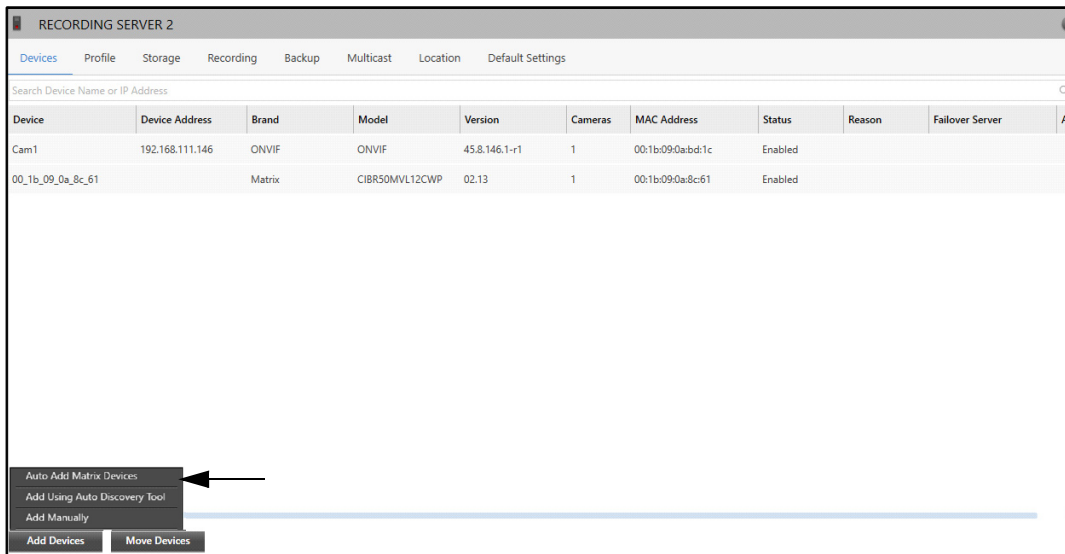 RECORDING SERVER 2
Devices Profile Storage Recording Backup Multicast Location Default Settings
Search Device Name or IP Address
Device Device Address Brand Model Version Cameras MAC Address Status Reason Failover Server
Cam1 192.168.111.146 ONVIF ONVIF 45.8.146.1-r1 1 00:1b:09:0a:bd:1c Enabled
00_1b_09_0a_8c_61 Matrix CIBR50MVL12CWP 02.13 1 00:1b:09:0a:8c:61 Enabled
Auto Add Matrix Devices
Add Using Auto Discovery Tool
Add Manually
Add Devices Move Devices